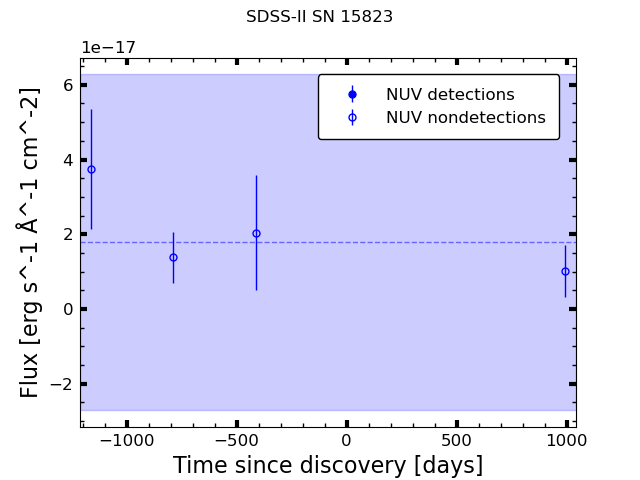 SDSS-II SN 15823
1e−17
NUV detections
NUV nondetections
6
4
2
0
−2
Flux [erg s^-1 Å^-1 cm^-2]
−1000 −500 0 500 1000
Time since discovery [days]